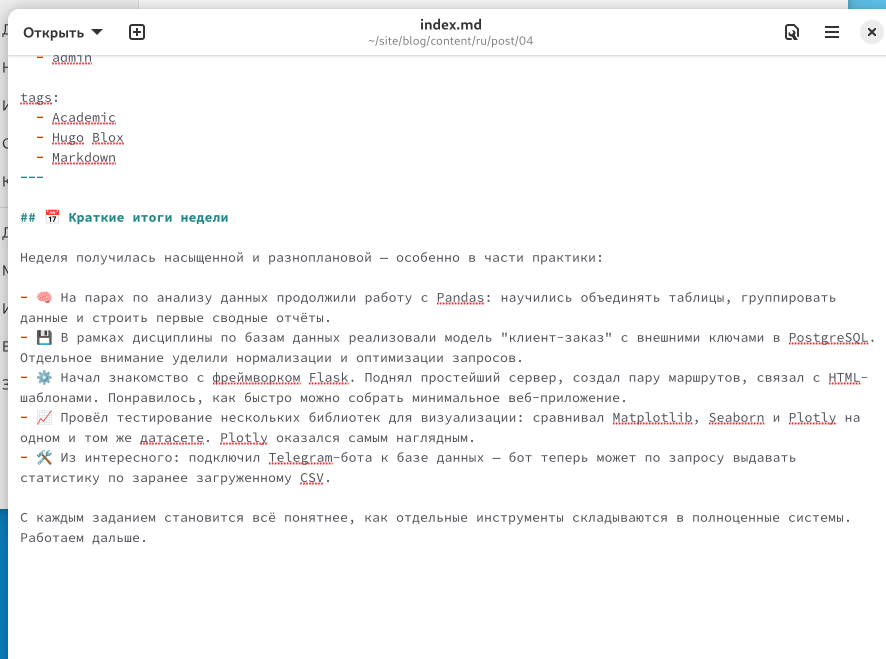 Открыть
index.md
~/site/blog/content/ru/post/04
- admin
tags:
- Academic
- Hugo Blox
- Markdown
---
## 📅 Краткие итоги недели
Неделя получилась насыщенной и разноплановой — особенно в части практики:
- 🧠 На парах по анализу данных продолжили работу с Pandas: научились объединять таблицы, группировать
данные и строить первые сводные отчёты.
- 💾 В рамках дисциплины по базам данных реализовали модель "клиент-заказ" с внешними ключами в PostgreSQL.
Отдельное внимание уделили нормализации и оптимизации запросов.
- ⚙️ Начал знакомство с фреймворком Flask. Поднял простейший сервер, создал пару маршрутов, связал с HTML-
шаблонами. Понравилось, как быстро можно собрать минимальное веб-приложение.
- 📈 Провёл тестирование нескольких библиотек для визуализации: сравнивал Matplotlib, Seaborn и Plotly на
одном и том же датасете. Plotly оказался самым наглядным.
- 🛠️ Из интересного: подключил Telegram-бота к базе данных — бот теперь может по запросу выдавать
статистику по заранее загруженному CSV.
С каждым заданием становится всё понятнее, как отдельные инструменты складываются в полноценные системы.
Работаем дальше.